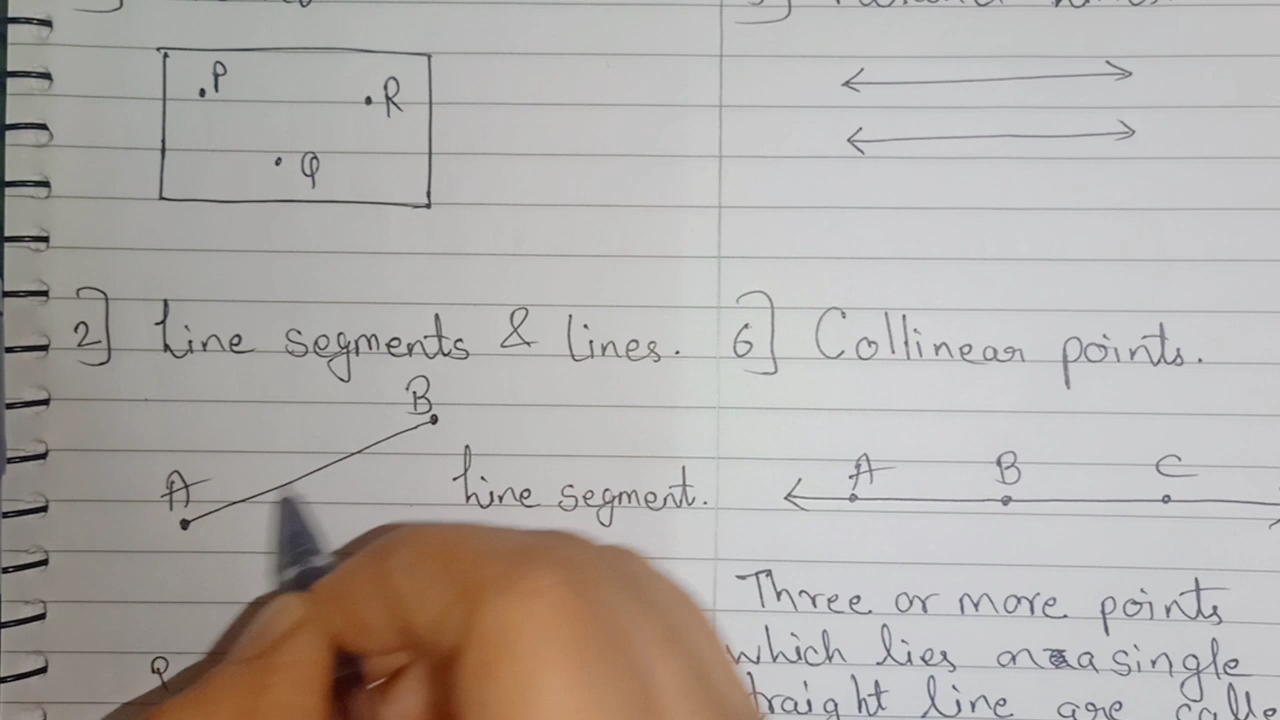 P
R
Q
2] Line segments & lines.
B
A
Line segment.
P
6] Collinear points.
A B C
Three or more points
which lies on a single
straight line are